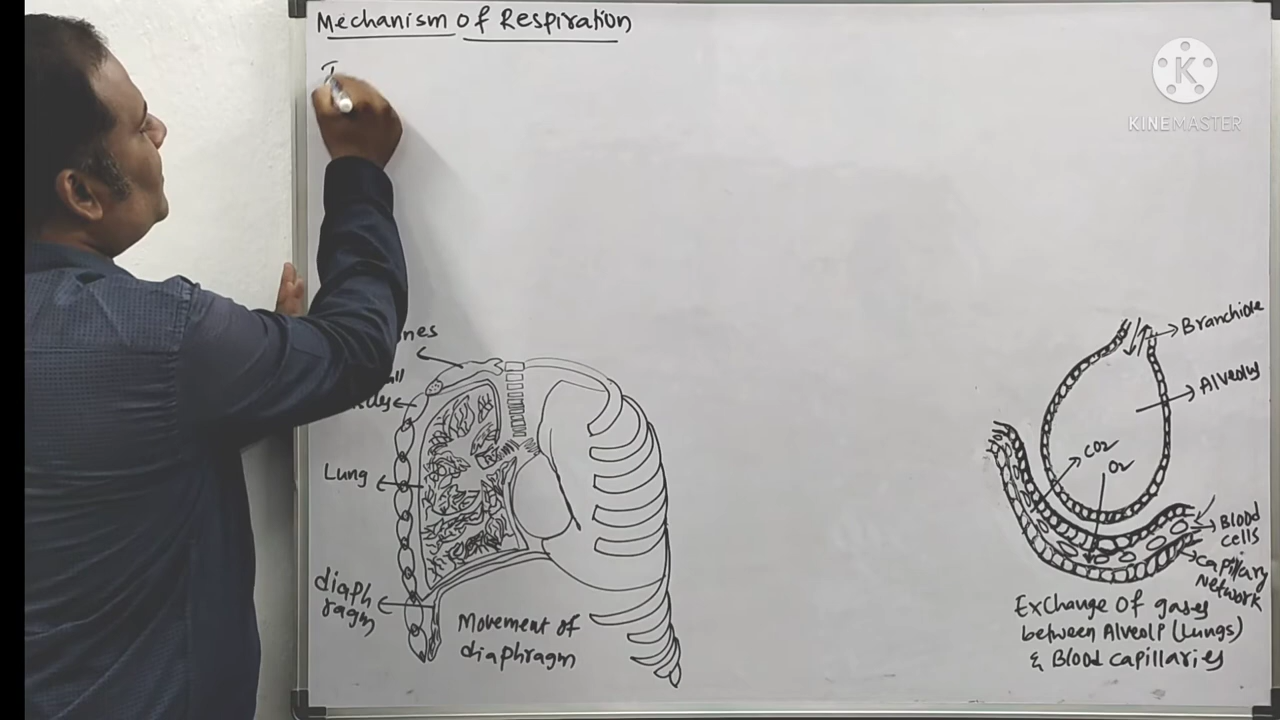 Mechanism of Respiration
KINEMASTER
Lung
diaph
ragm
Movement of
diaphragm
Branchiole
Alveolus
CO2
O2
Blood
cells
capillary
network
Exchange of gases
between Alveoli (Lungs)
& Blood capillaries